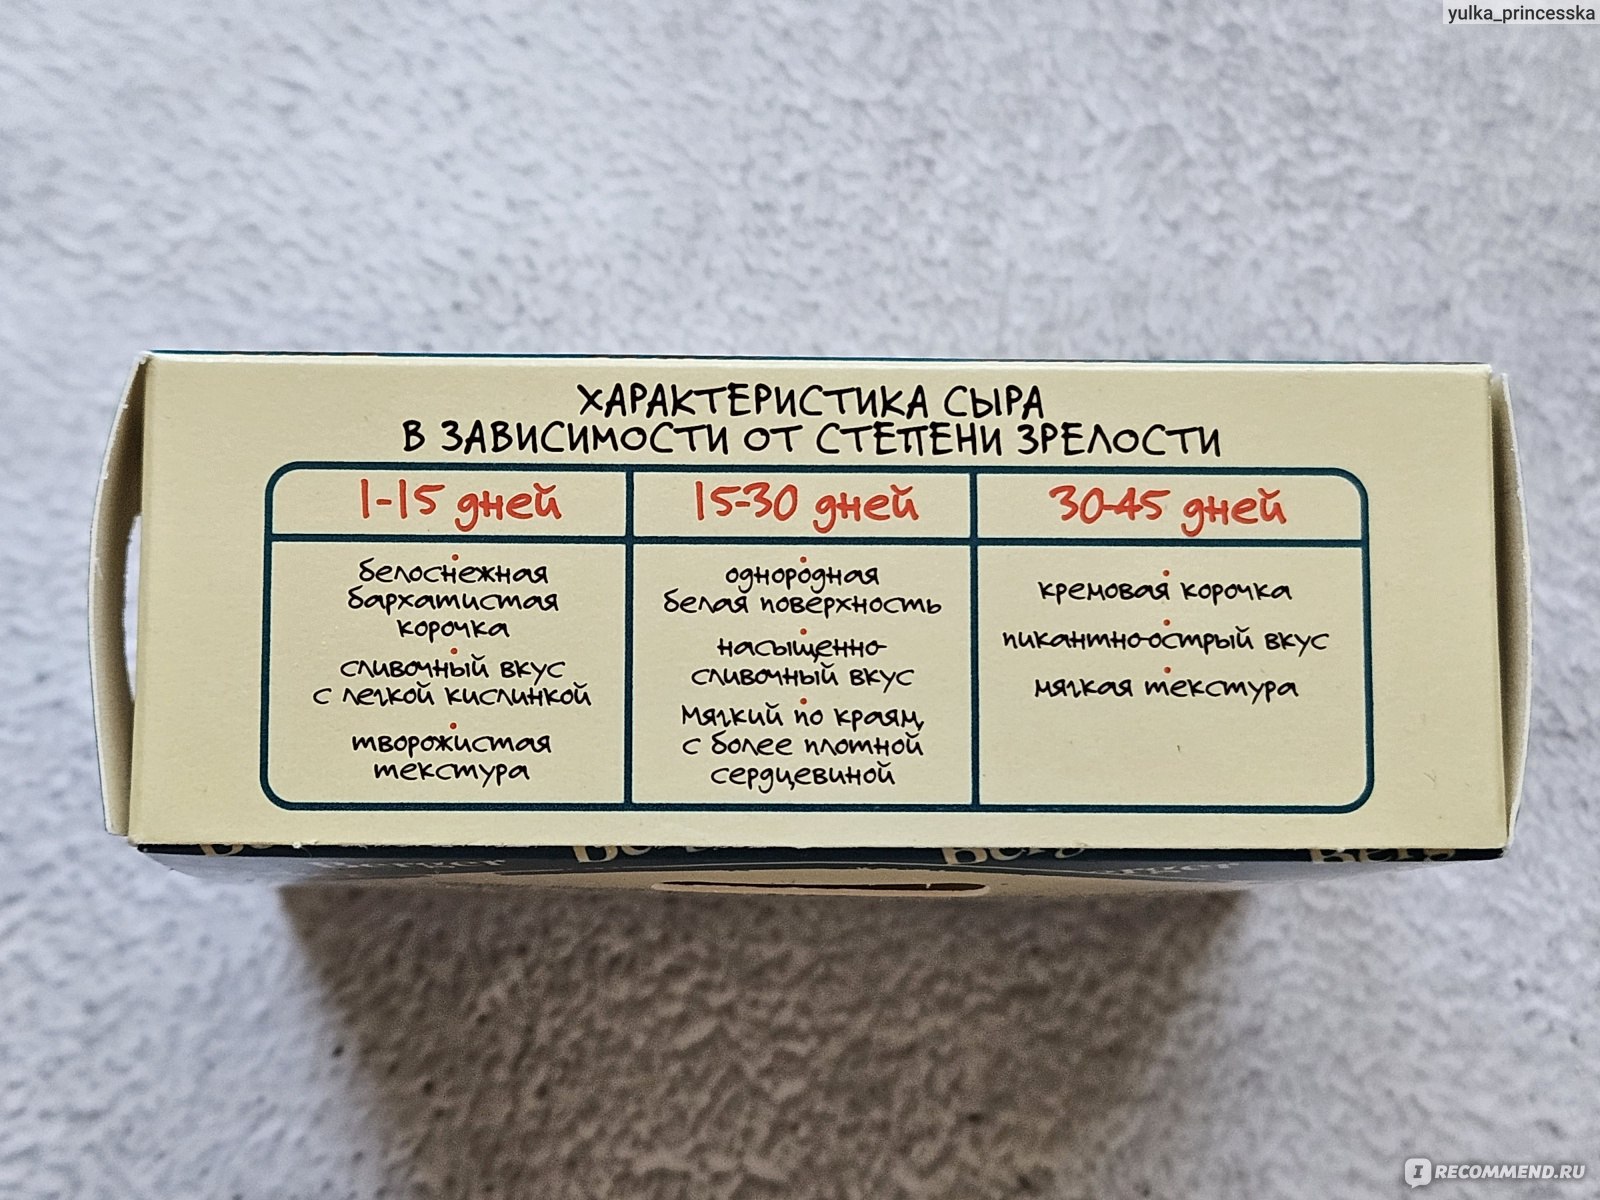 yulka_princesska
ХАРАКТЕРИСТИКА СЫРА
В ЗАВИСИМОСТИ ОТ СТЕПЕНИ ЗРЕЛОСТИ
1-15 дней
белоснежная
бархатистая
корочка
сливочный вкус
с легкой кислинкой
творожистая
текстура
15-30 дней
однородная
белая поверхность
насыщенно-
сливочный вкус
мягкий по краям,
с более плотной
сердцевиной
30-45 дней
кремовая корочка
пикантно-острый вкус
мягкая текстура
IRECOMMEND.RU